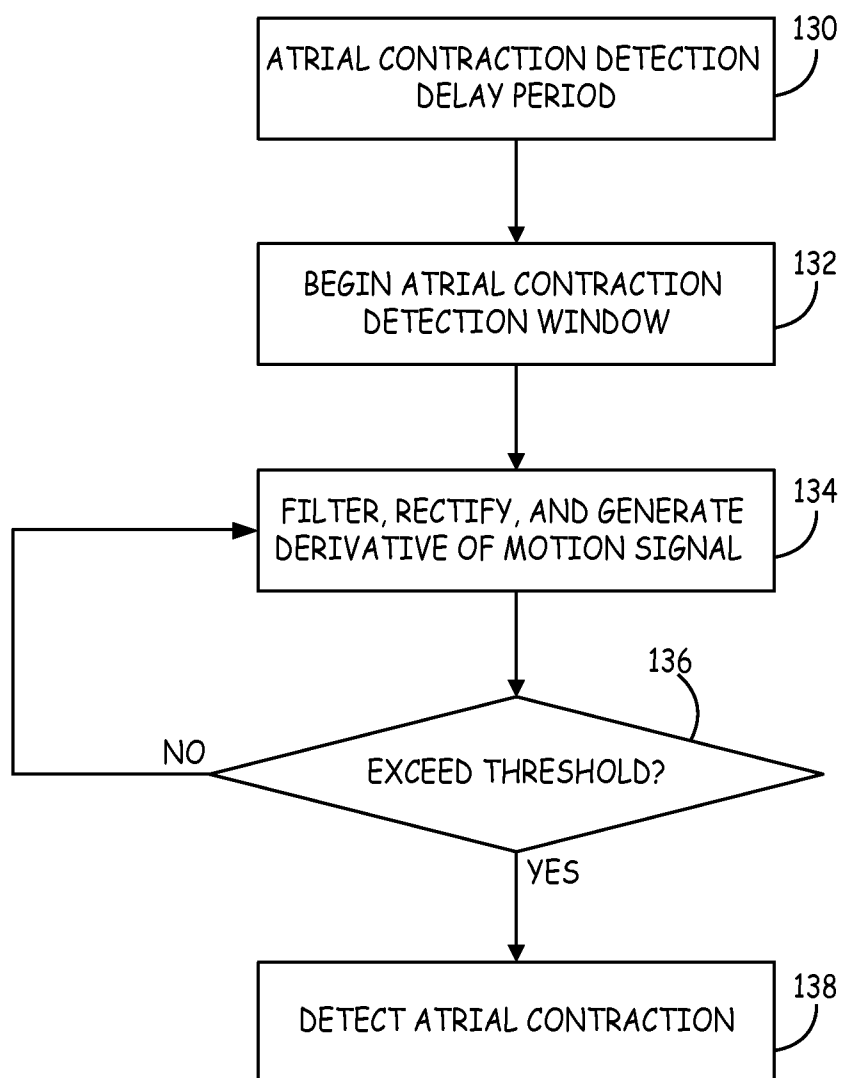 130
ATRIAL CONTRACTION DETECTION
DELAY PERIOD
132
BEGIN ATRIAL CONTRACTION
DETECTION WINDOW
134
FILTER, RECTIFY, AND GENERATE
DERIVATIVE OF MOTION SIGNAL
136
NO
EXCEED THRESHOLD?
YES
138
DETECT ATRIAL CONTRACTION